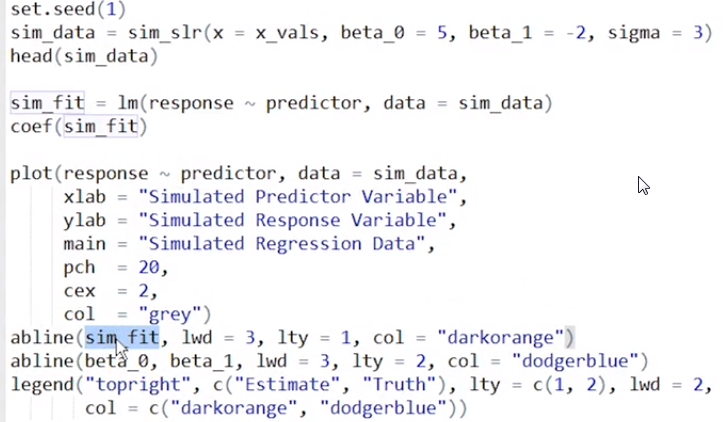 set.seed(1)
sim_data = sim_slr(x = x_vals, beta_0 = 5, beta_1 = -2, sigma = 3)
head(sim_data)
sim_fit = lm(response ~ predictor, data = sim_data)
coef(sim_fit)
plot(response ~ predictor, data = sim_data,
xlab = "Simulated Predictor Variable",
ylab = "Simulated Response Variable",
main = "Simulated Regression Data",
pch = 20,
cex = 2,
col = "grey")
abline(sim_fit, lwd = 3, lty = 1, col = "darkorange")
abline(beta_0, beta_1, lwd = 3, lty = 2, col = "dodgerblue")
legend("topright", c("Estimate", "Truth"), lty = c(1, 2), lwd = 2,
col = c("darkorange", "dodgerblue"))